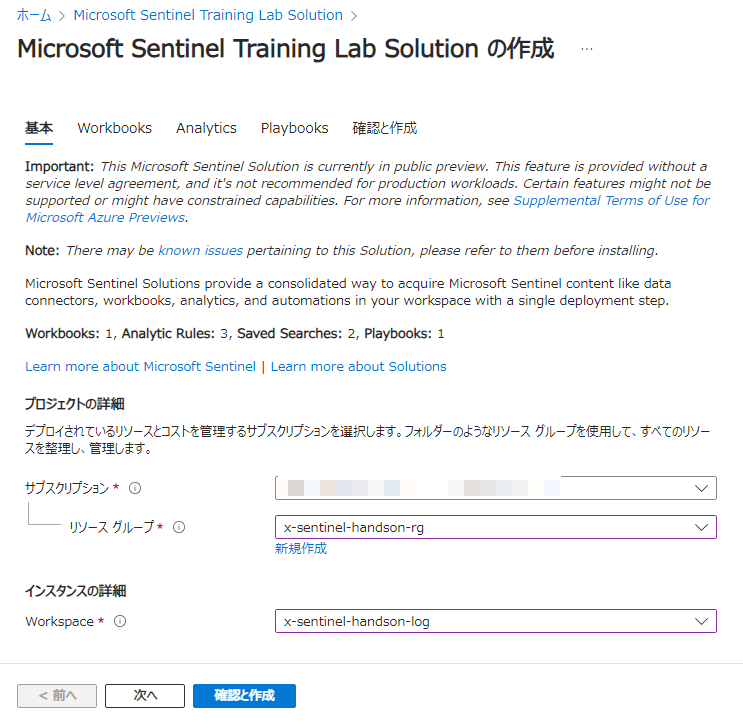 ホーム > Microsoft Sentinel Training Lab Solution >
Microsoft Sentinel Training Lab Solution の作成 …
基本 Workbooks Analytics Playbooks 確認と作成
Important: This Microsoft Sentinel Solution is currently in public preview. This feature is provided without a
service level agreement, and it's not recommended for production workloads. Certain features might not be
supported or might have constrained capabilities. For more information, see Supplemental Terms of Use for
Microsoft Azure Previews.
Note: There may be known issues pertaining to this Solution, please refer to them before installing.
Microsoft Sentinel Solutions provide a consolidated way to acquire Microsoft Sentinel content like data
connectors, workbooks, analytics, and automations in your workspace with a single deployment step.
Workbooks: 1, Analytic Rules: 3, Saved Searches: 2, Playbooks: 1
Learn more about Microsoft Sentinel | Learn more about Solutions
プロジェクトの詳細
デプロイされているリソースとコストを管理するサブスクリプションを選択します。フォルダーのようなリソース グループを使用して、すべてのリソー
スを整理し、管理します。
サブスクリプション *
リソース グループ * x-sentinel-handson-rg
新規作成
インスタンスの詳細
Workspace * x-sentinel-handson-log
< 前へ 次へ 確認と作成